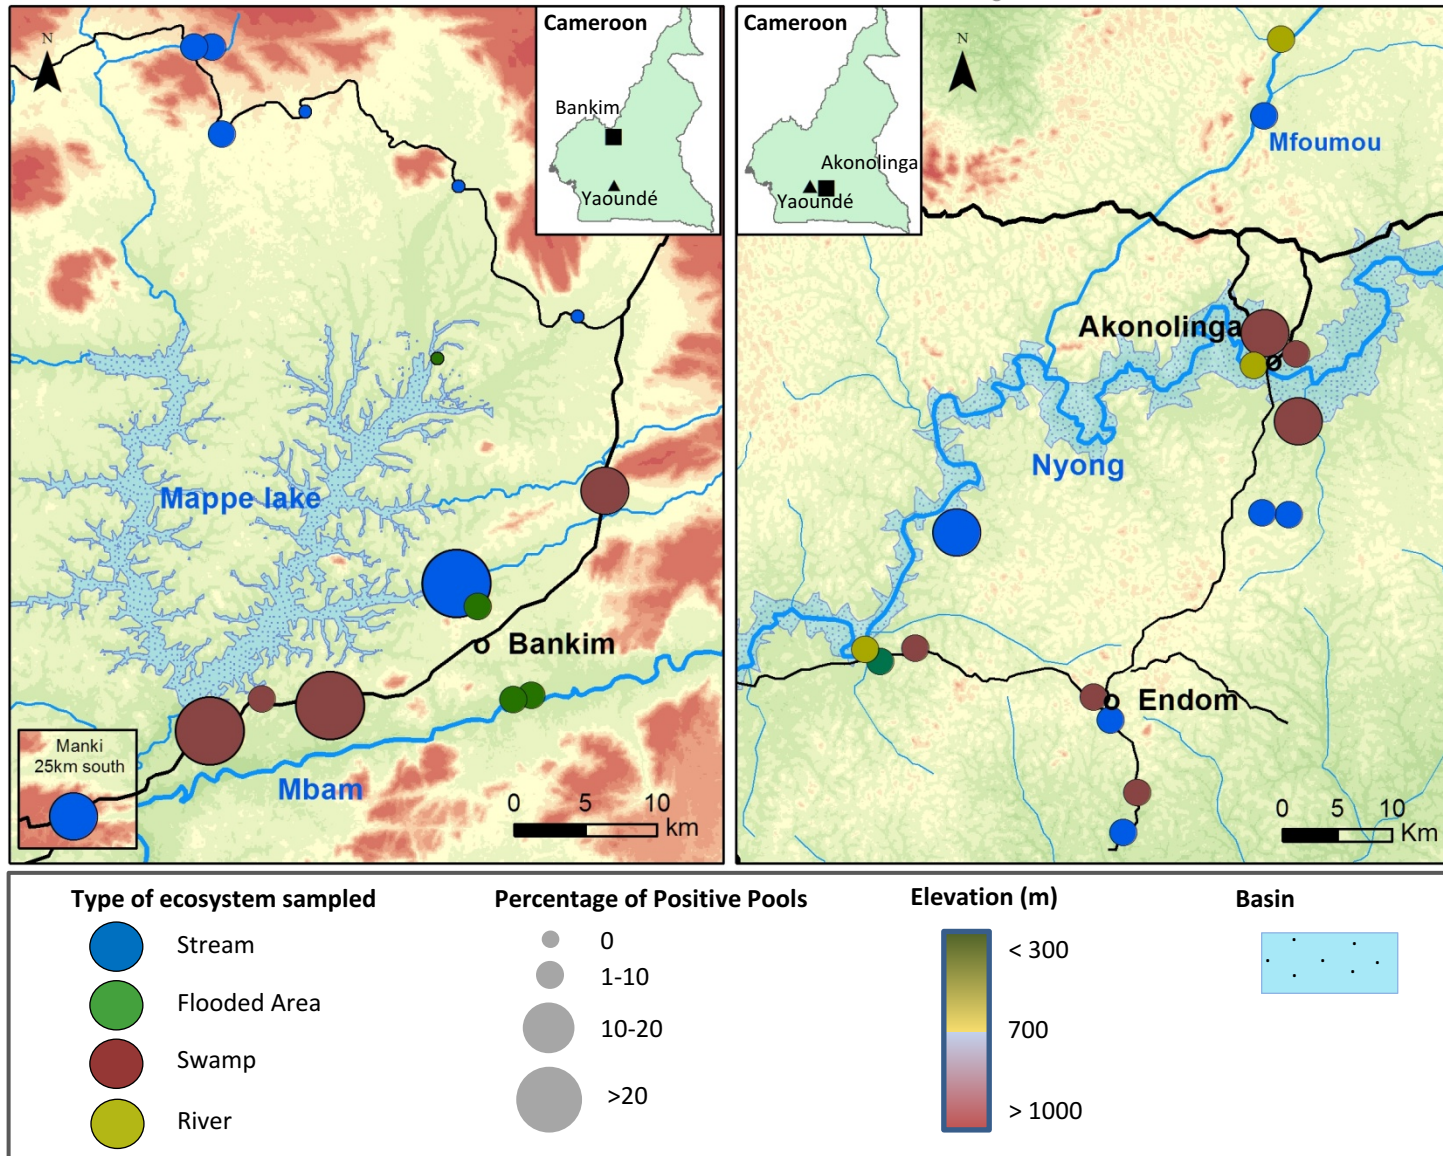 N
Cameroon
Bankim
Yaoundé
Mappe lake
Bankim
Manki
25km south
Mbam
0 5 10
km
N
Cameroon
Akonolinga
Yaoundé
Mfoumou
Akonolinga
Nyong
Endom
0 5 10
Km
Type of ecosystem sampled
Stream
Flooded Area
Swamp
River
Percentage of Positive Pools
0
1-10
10-20
>20
Elevation (m)
< 300
700
> 1000
Basin